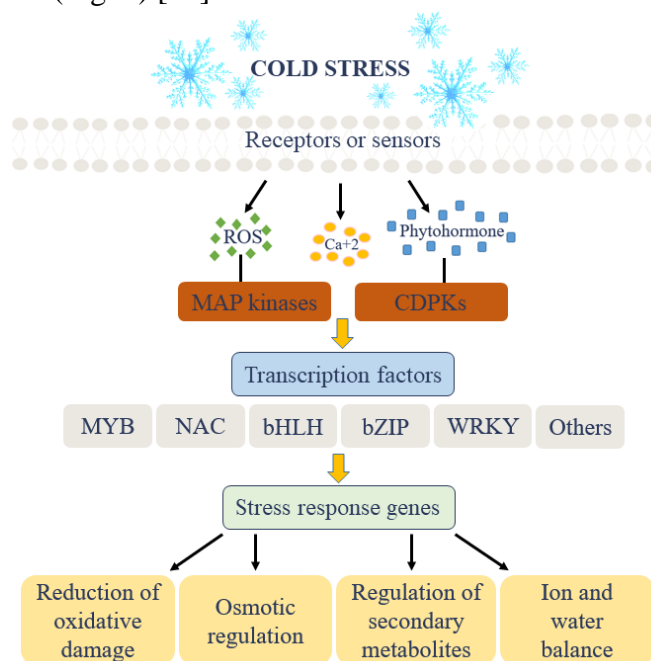 COLD STRESS
Receptors or sensors
ROS
Ca+2
Phytohormone
MAP kinases
CDPKs
Transcription factors
MYB
NAC
bHLH
bZIP
WRKY
Others
Stress response genes
Reduction of
oxidative
damage
Osmotic
regulation
Regulation of
secondary
metabolites
Ion and
water
balance